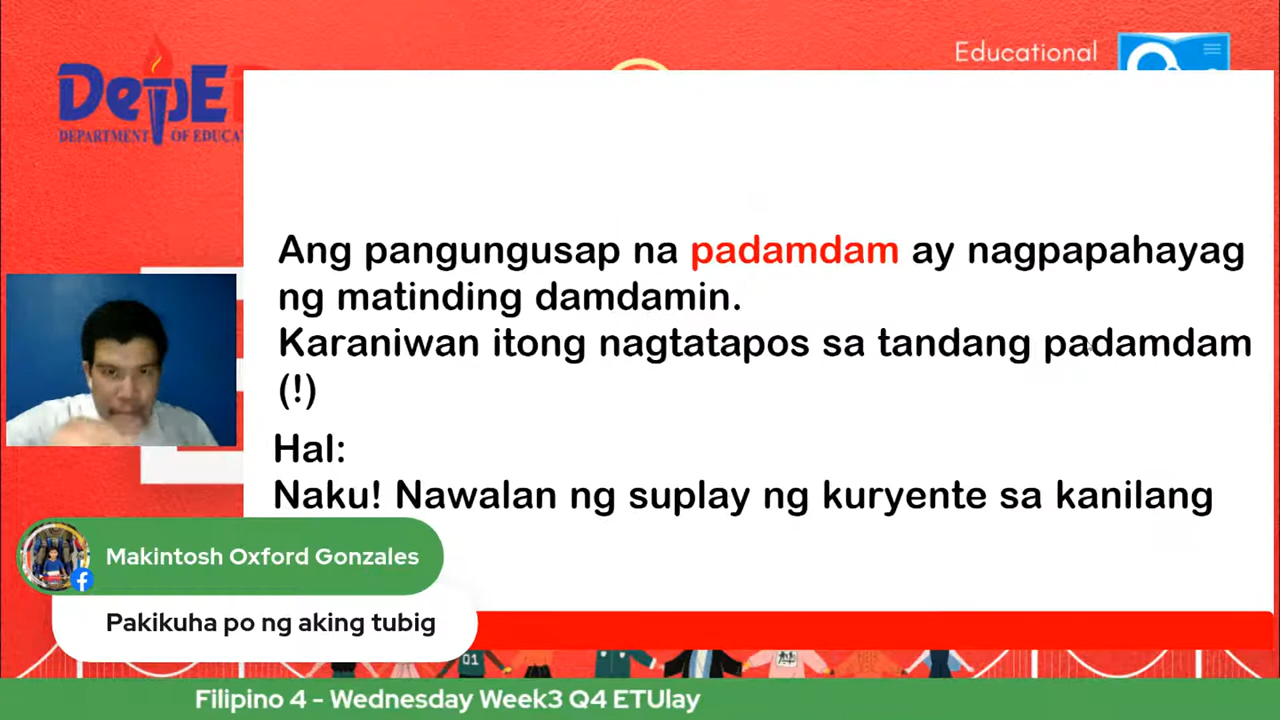 Educational
DepE
DEPARTMENT OF EDUCA
Ang pangungusap na padamdam ay nagpapahayag
ng matinding damdamin.
Karaniwan itong nagtatapos sa tandang padamdam
(!)
Hal:
Naku! Nawalan ng suplay ng kuryente sa kanilang
Makintosh Oxford Gonzales
Pakikuha po ng aking tubig
01
Filipino 4 - Wednesday Week3 Q4 ETUlay